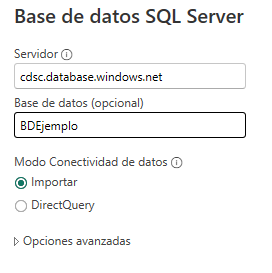 Base de datos SQL Server
Servidor
cdsc.database.windows.net
Base de datos (opcional)
BDEjemplo
Modo Conectividad de datos
Importar
DirectQuery
Opciones avanzadas